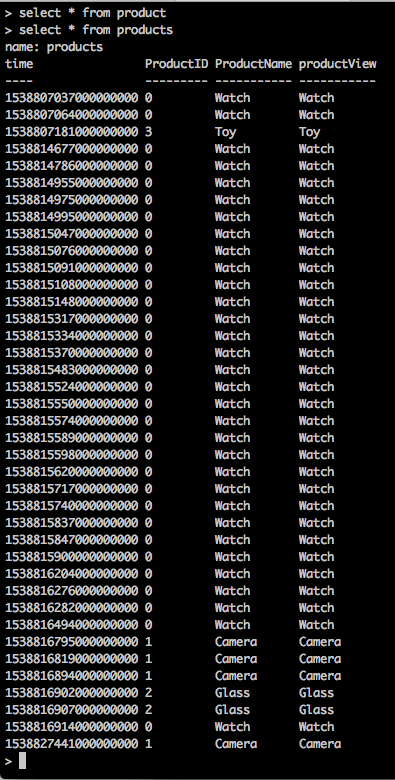 > select * from product
> select * from products
name: products
time                ProductID ProductName productView
----                --------- ----------- -----------
1538807037000000000 0         Watch       Watch
1538807064000000000 0         Watch       Watch
1538807181000000000 3         Toy         Toy
1538814677000000000 0         Watch       Watch
1538814786000000000 0         Watch       Watch
1538814955000000000 0         Watch       Watch
1538814975000000000 0         Watch       Watch
1538814995000000000 0         Watch       Watch
1538815047000000000 0         Watch       Watch
1538815076000000000 0         Watch       Watch
1538815091000000000 0         Watch       Watch
1538815108000000000 0         Watch       Watch
1538815148000000000 0         Watch       Watch
1538815317000000000 0         Watch       Watch
1538815334000000000 0         Watch       Watch
1538815370000000000 0         Watch       Watch
1538815483000000000 0         Watch       Watch
1538815524000000000 0         Watch       Watch
1538815550000000000 0         Watch       Watch
1538815574000000000 0         Watch       Watch
1538815589000000000 0         Watch       Watch
1538815598000000000 0         Watch       Watch
1538815620000000000 0         Watch       Watch
1538815717000000000 0         Watch       Watch
1538815740000000000 0         Watch       Watch
1538815837000000000 0         Watch       Watch
1538815847000000000 0         Watch       Watch
1538815900000000000 0         Watch       Watch
1538816204000000000 0         Watch       Watch
1538816276000000000 0         Watch       Watch
1538816282000000000 0         Watch       Watch
1538816494000000000 0         Watch       Watch
1538816795000000000 1         Camera      Camera
1538816819000000000 1         Camera      Camera
1538816894000000000 1         Camera      Camera
1538816902000000000 2         Glass       Glass
1538816907000000000 2         Glass       Glass
1538816914000000000 0         Watch       Watch
1538827441000000000 1         Camera      Camera
>